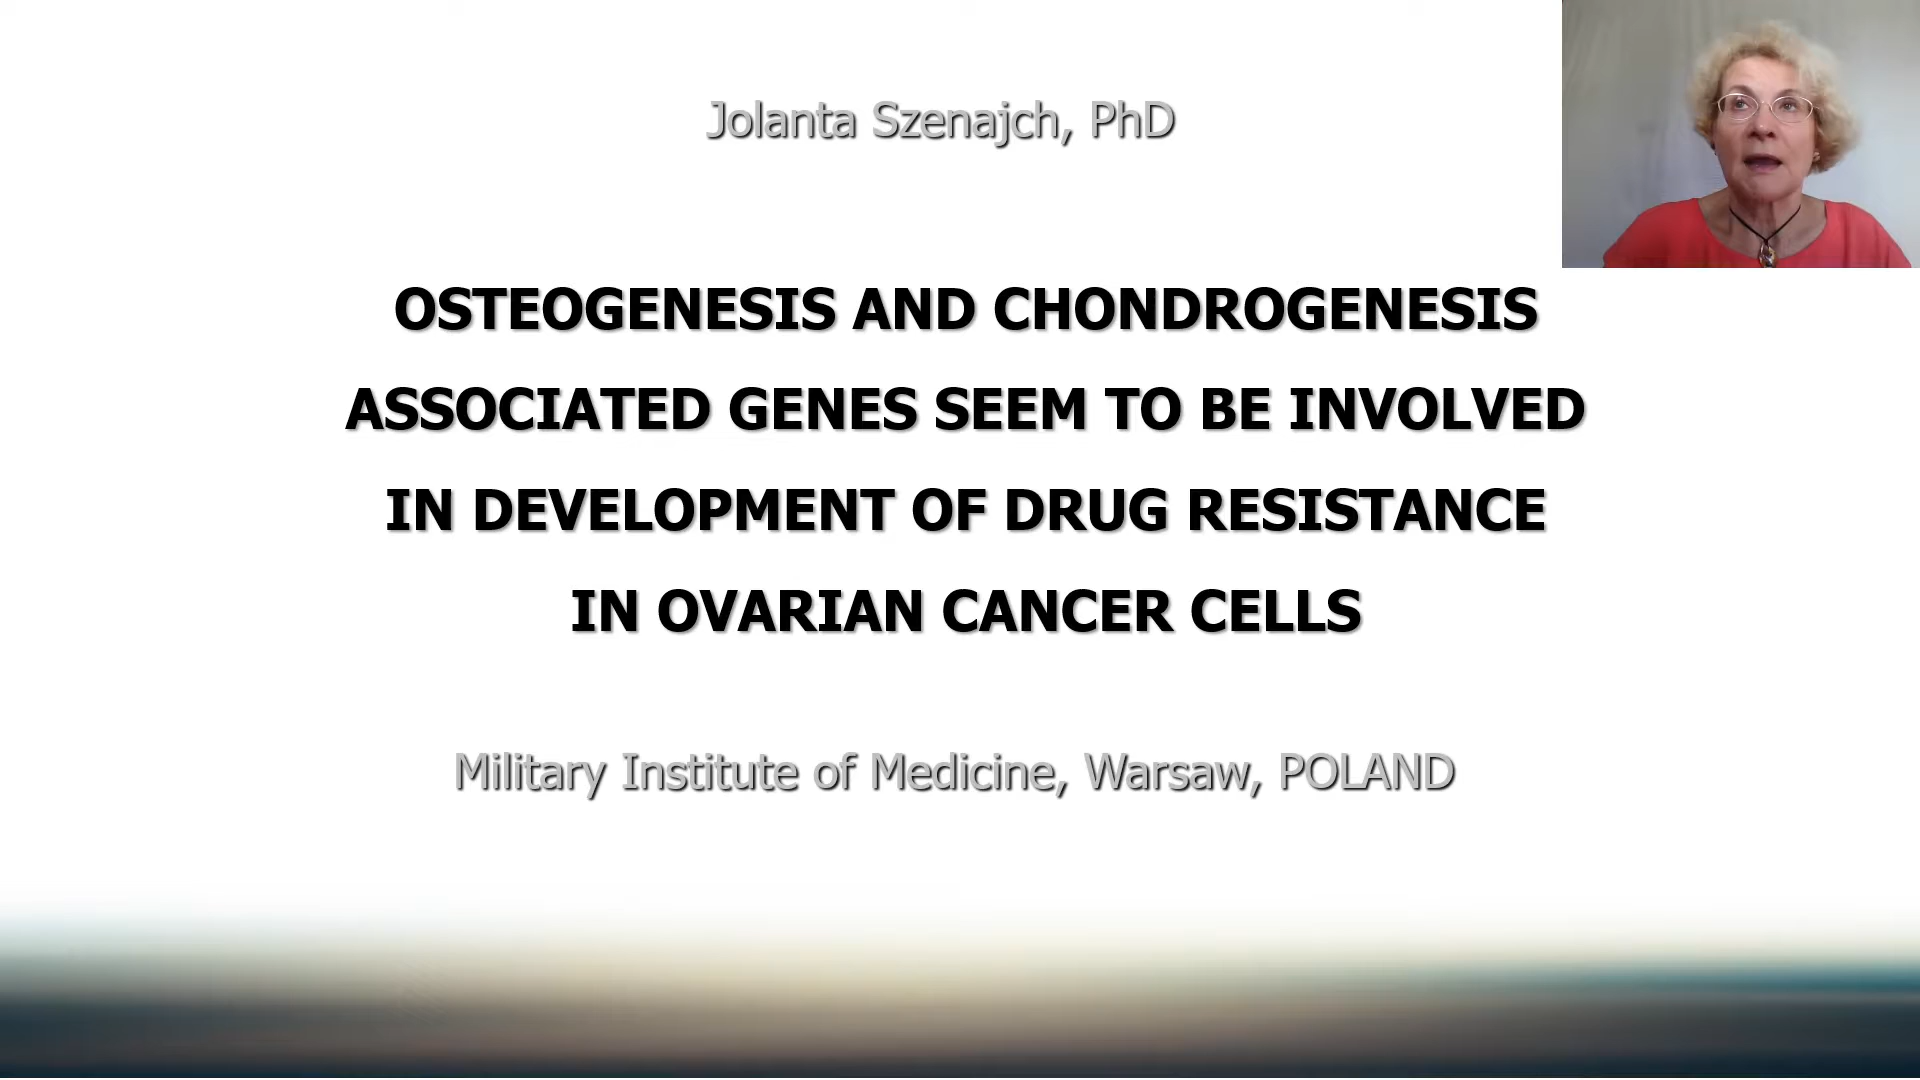 Jolanta Szenajch, PhD
OSTEOGENESIS AND CHONDROGENESIS
ASSOCIATED GENES SEEM TO BE INVOLVED
IN DEVELOPMENT OF DRUG RESISTANCE
IN OVARIAN CANCER CELLS
Military Institute of Medicine, Warsaw, POLAND